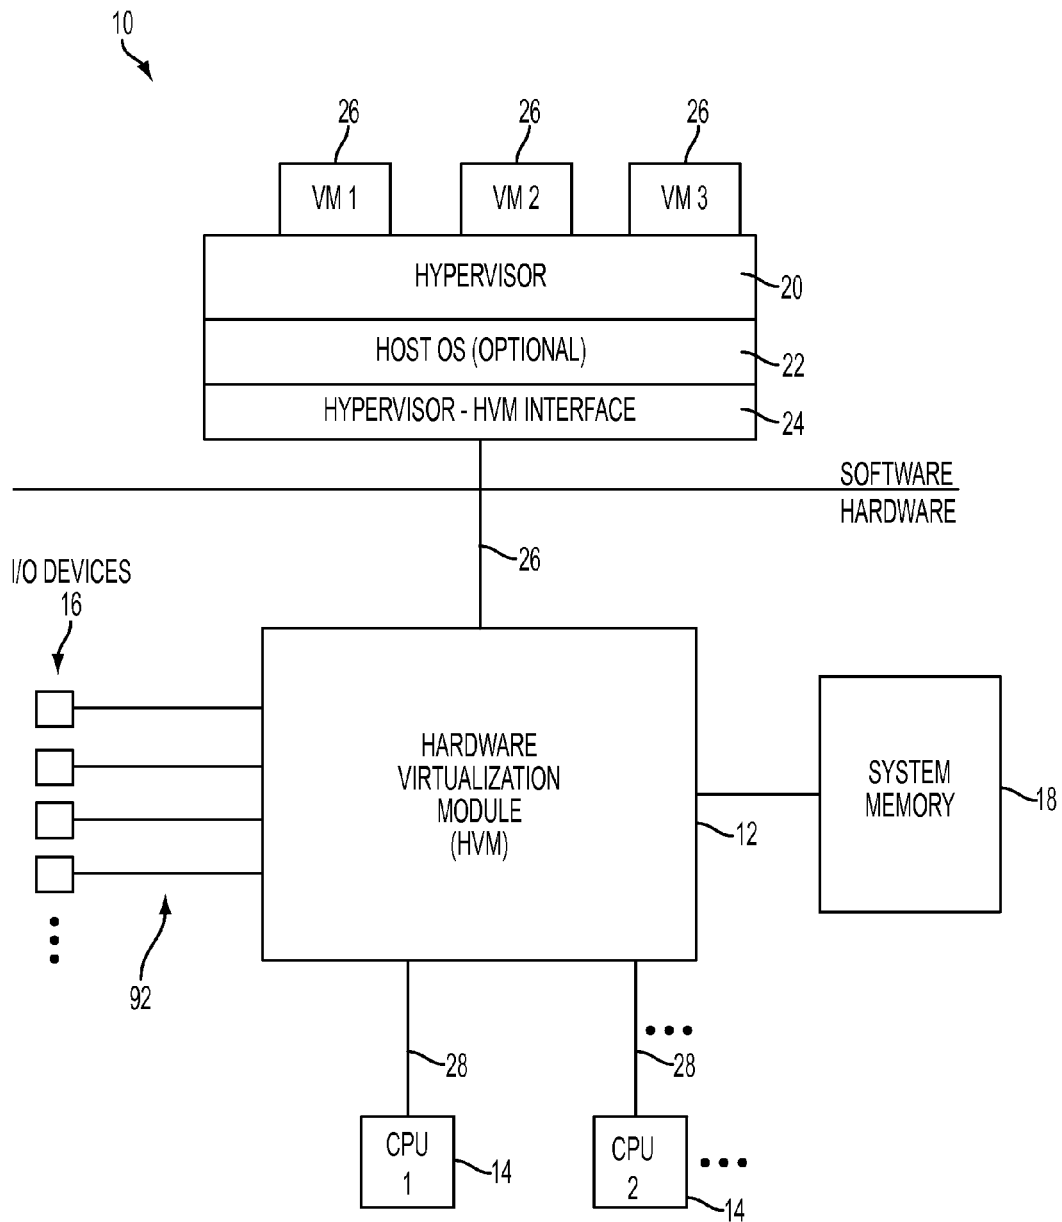 10
26
26
26
VM 1
VM 2
VM 3
HYPERVISOR
20
HOST OS (OPTIONAL)
22
HYPERVISOR - HVM INTERFACE
24
SOFTWARE
HARDWARE
26
I/O DEVICES
16
HARDWARE
VIRTUALIZATION
MODULE
(HVM)
12
SYSTEM
MEMORY
18
92
28
28
CPU
1
14
CPU
2
14